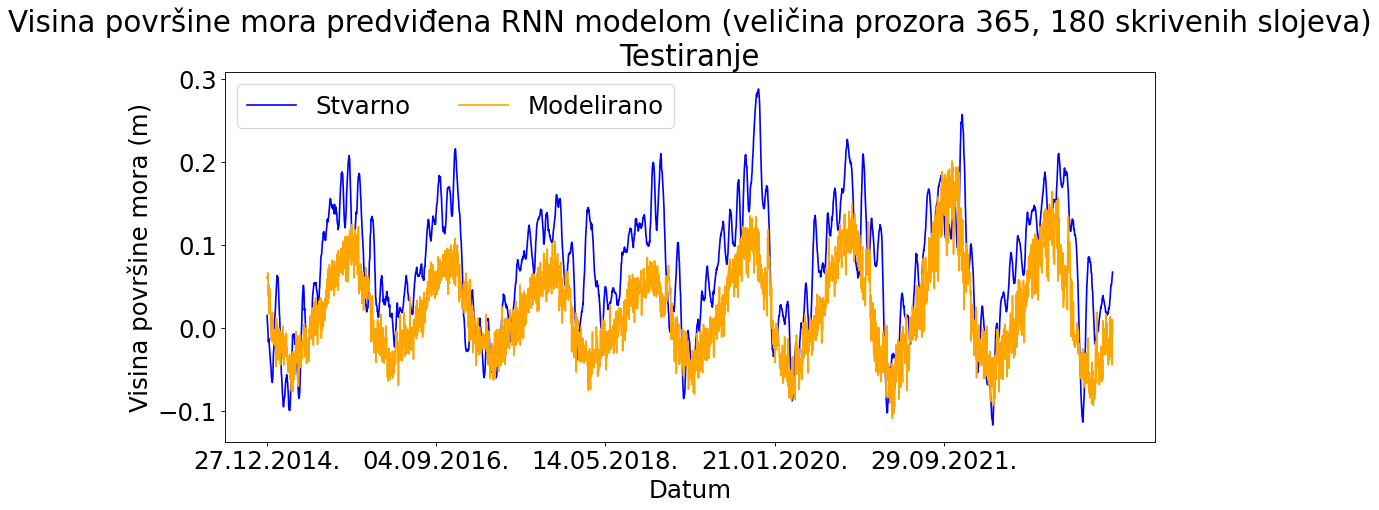 Visina površine mora predviđena RNN modelom (veličina prozora 365, 180 skrivenih slojeva)
Testiranje
Stvarno Modelirano
Visina površine mora (m)
0.3
0.2
0.1
0.0
−0.1
27.12.2014. 04.09.2016. 14.05.2018. 21.01.2020. 29.09.2021.
Datum